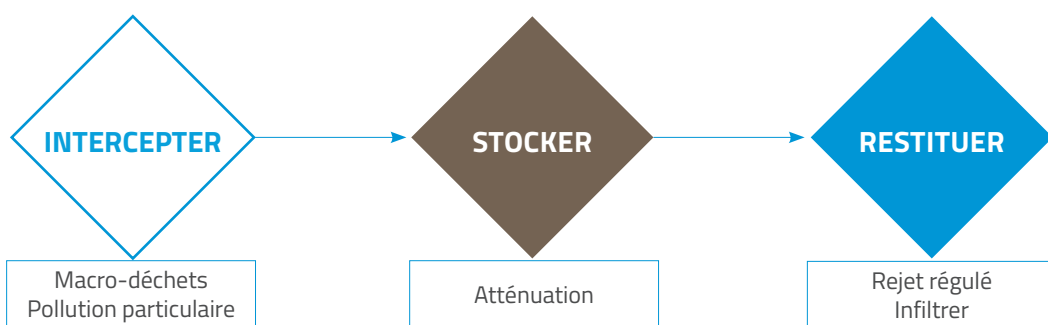 INTERCEPTER
STOCKER
RESTITUER
Macro-déchets
Pollution particulaire
Atténuation
Rejet régulé
Infiltrer